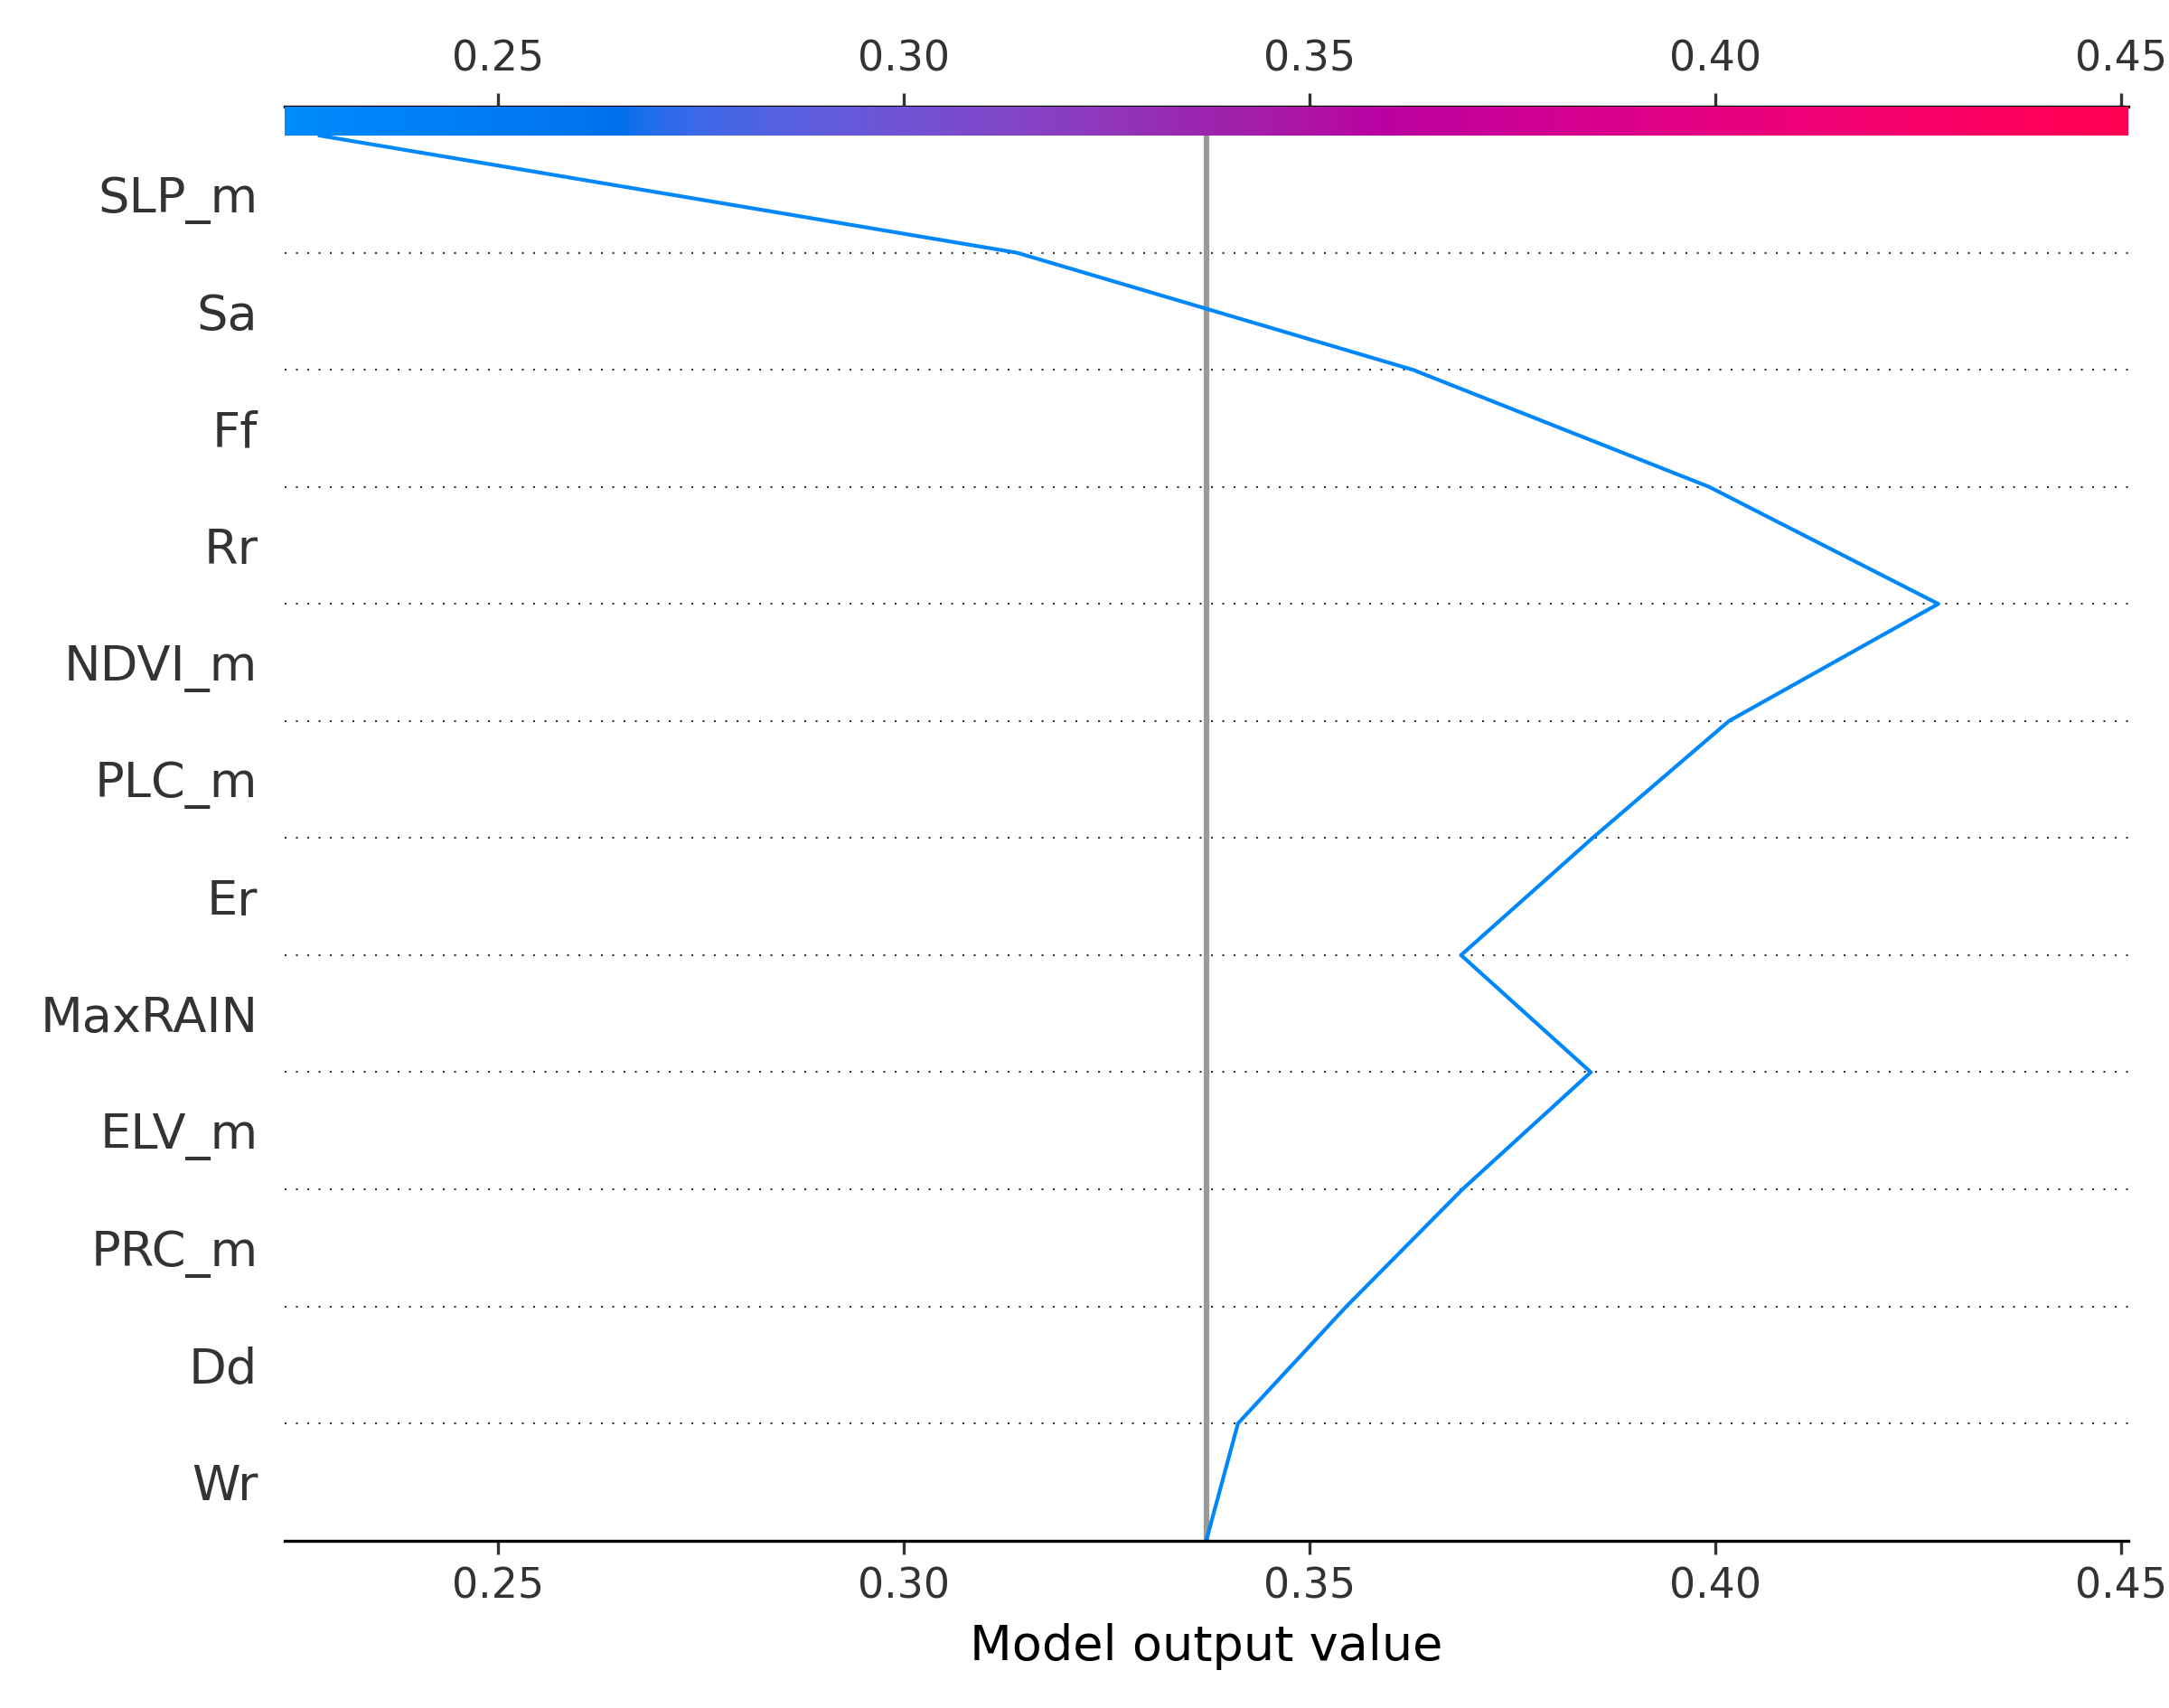 0.25 0.30 0.35 0.40 0.45
SLP_m
Sa
Ff
Rr
NDVI_m
PLC_m
Er
MaxRAIN
ELV_m
PRC_m
Dd
Wr
0.25 0.30 0.35 0.40 0.45
Model output value